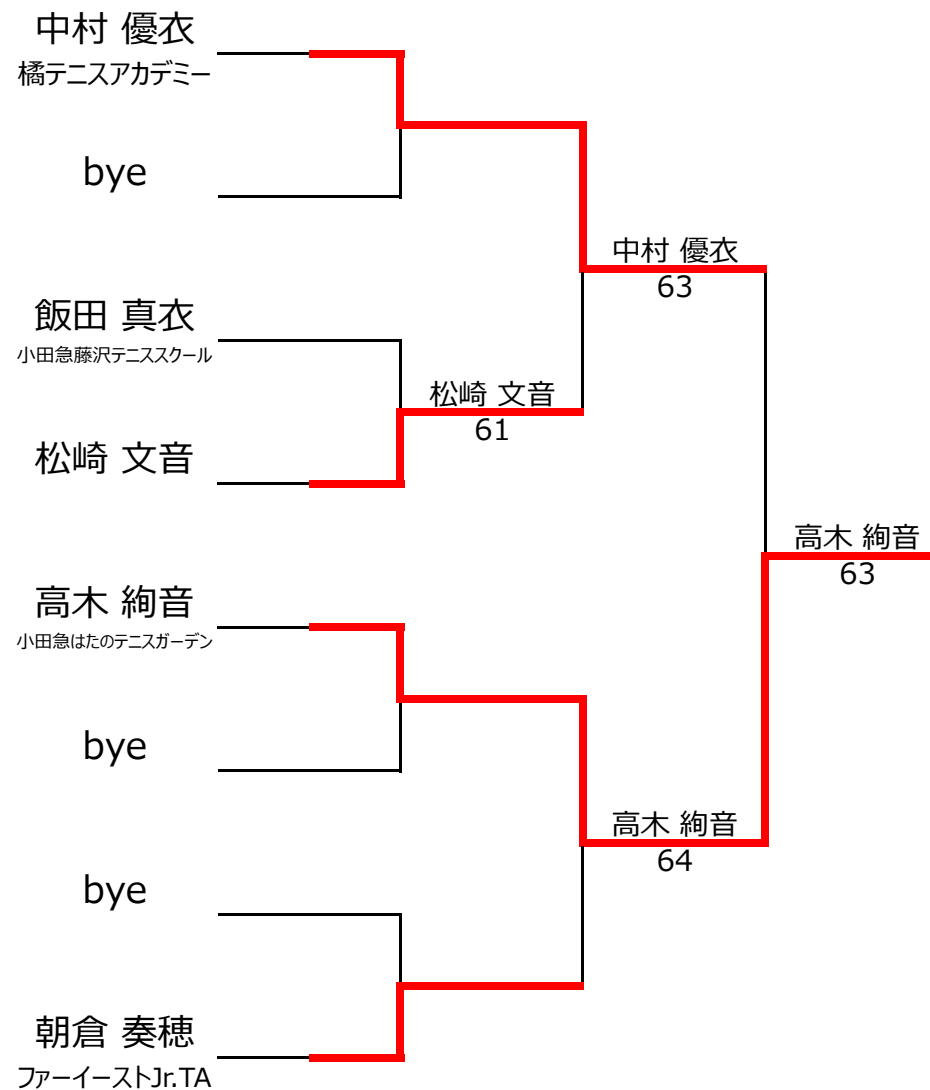 中村 優衣
橘テニスアカデミー
bye
中村 優衣
63
飯田 真衣
小田急藤沢テニススクール
松崎 文音
61
松崎 文音
高木 絢音
63
高木 絢音
小田急はたのテニスガーデン
bye
高木 絢音
64
bye
朝倉 奏穂
ファーイーストJr.TA